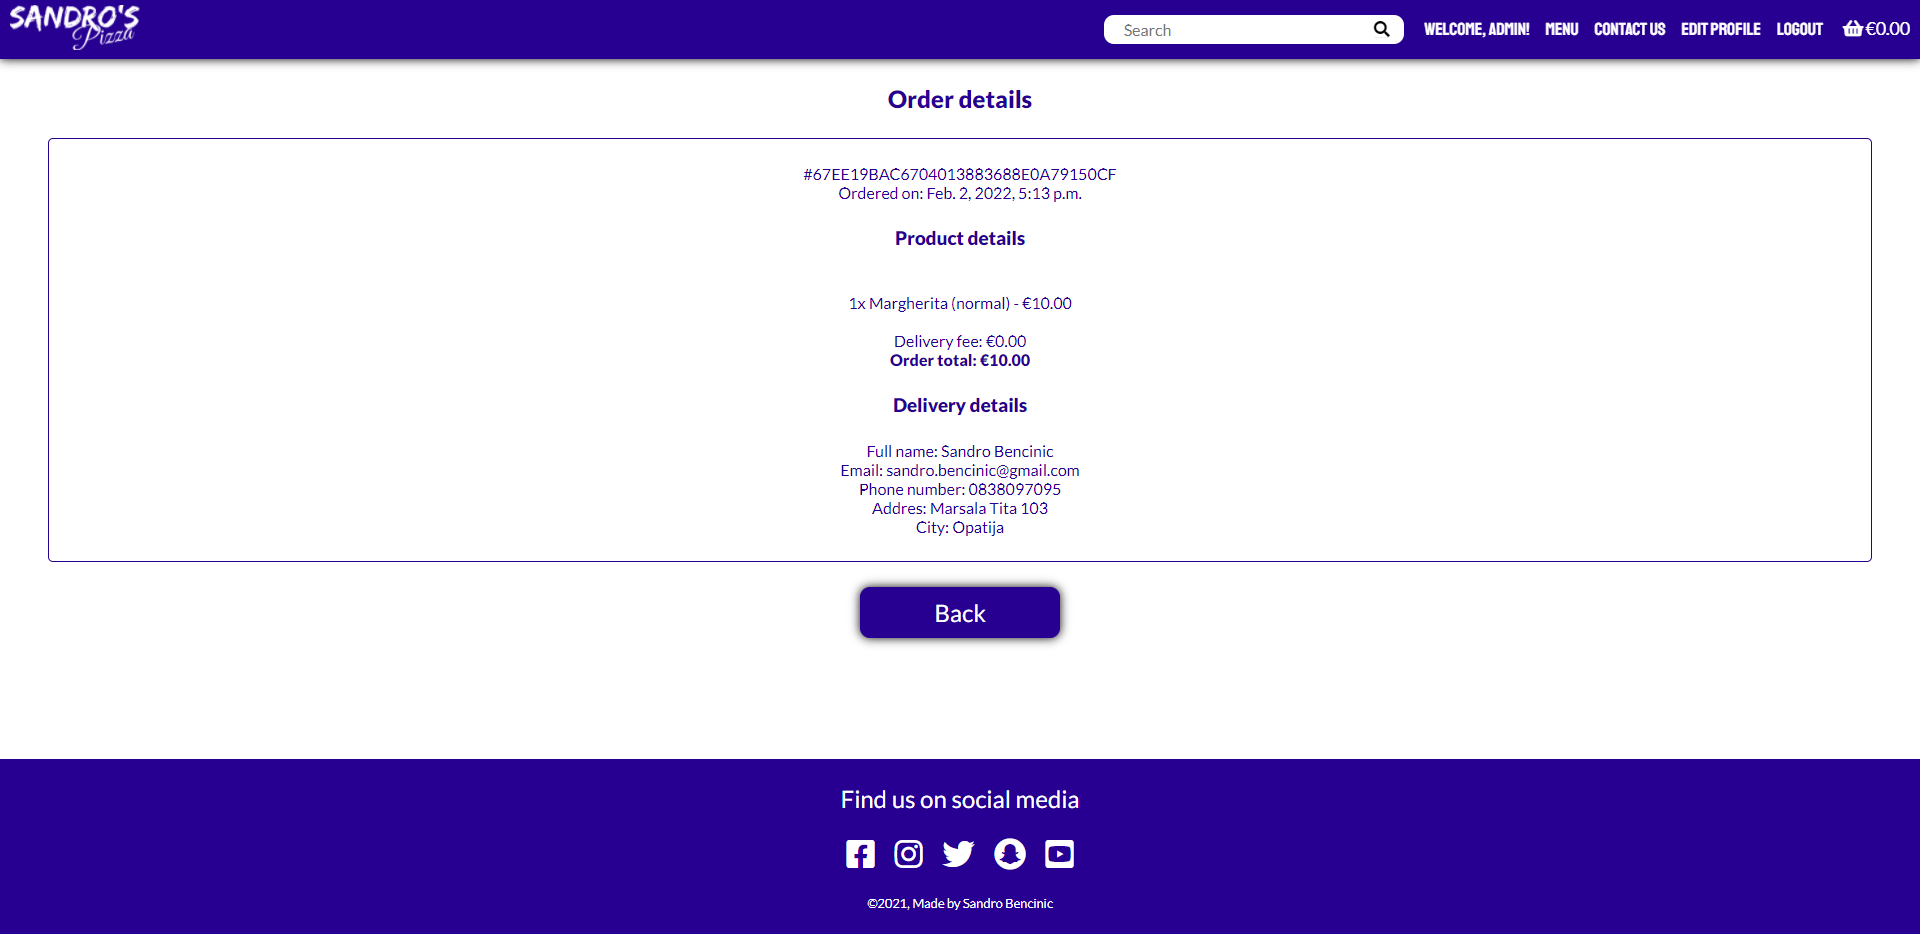 SANDRO'S
Pizza
Search
WELCOME, ADMIN! MENU CONTACT US EDIT PROFILE LOGOUT €0.00
Order details
#67EE19BAC6704013883688E0A79150CF
Ordered on: Feb. 2, 2022, 5:13 p.m.
Product details
1x Margherita (normal) - €10.00
Delivery fee: €0.00
Order total: €10.00
Delivery details
Full name: Sandro Bencinic
Email: sandro.bencinic@gmail.com
Phone number: 0838097095
Addres: Marsala Tita 103
City: Opatija
Back
Find us on social media
©2021, Made by Sandro Bencinic